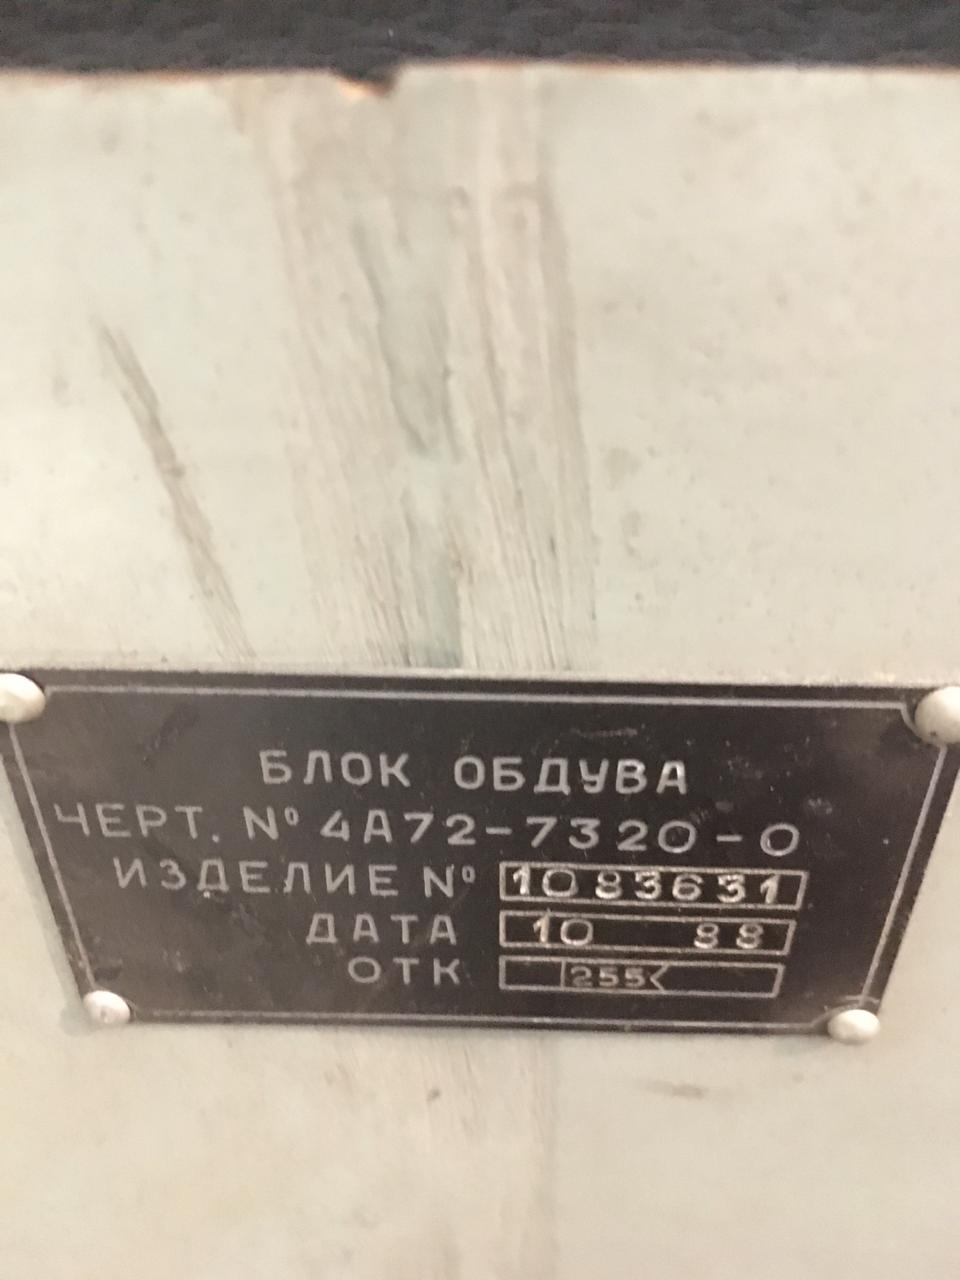 БЛОК ОБДУВА
ЧЕРТ. № 4А72-7320-0
ИЗДЕЛИЕ № 1083631
ДАТА 10 88
ОТК 255